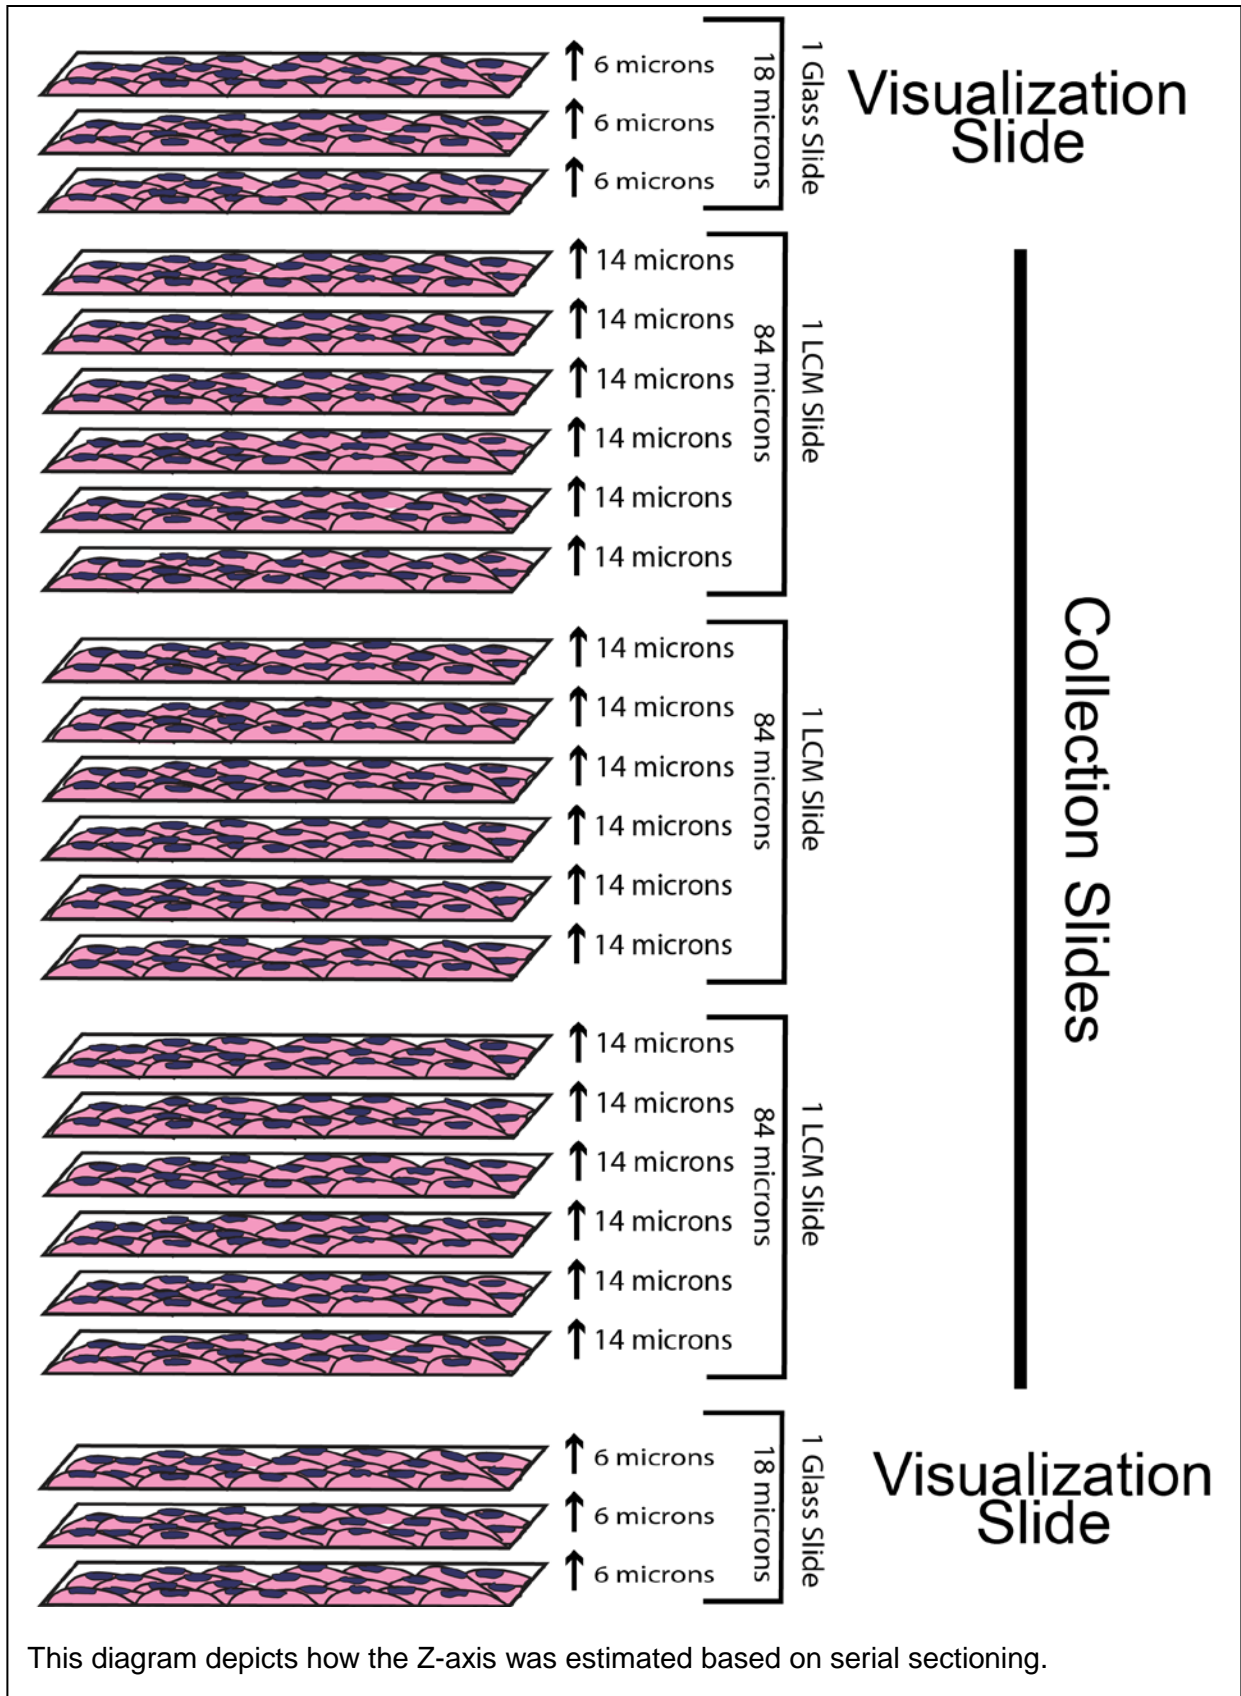 6 microns
6 microns
6 microns
18 microns
1 Glass Slide
Visualization
Slide
14 microns
14 microns
14 microns
14 microns
14 microns
14 microns
84 microns
1 LCM Slide
14 microns
14 microns
14 microns
14 microns
14 microns
14 microns
84 microns
1 LCM Slide
14 microns
14 microns
14 microns
14 microns
14 microns
14 microns
84 microns
1 LCM Slide
Collection Slides
6 microns
6 microns
6 microns
18 microns
1 Glass Slide
Visualization
Slide
This diagram depicts how the Z-axis was estimated based on serial sectioning.